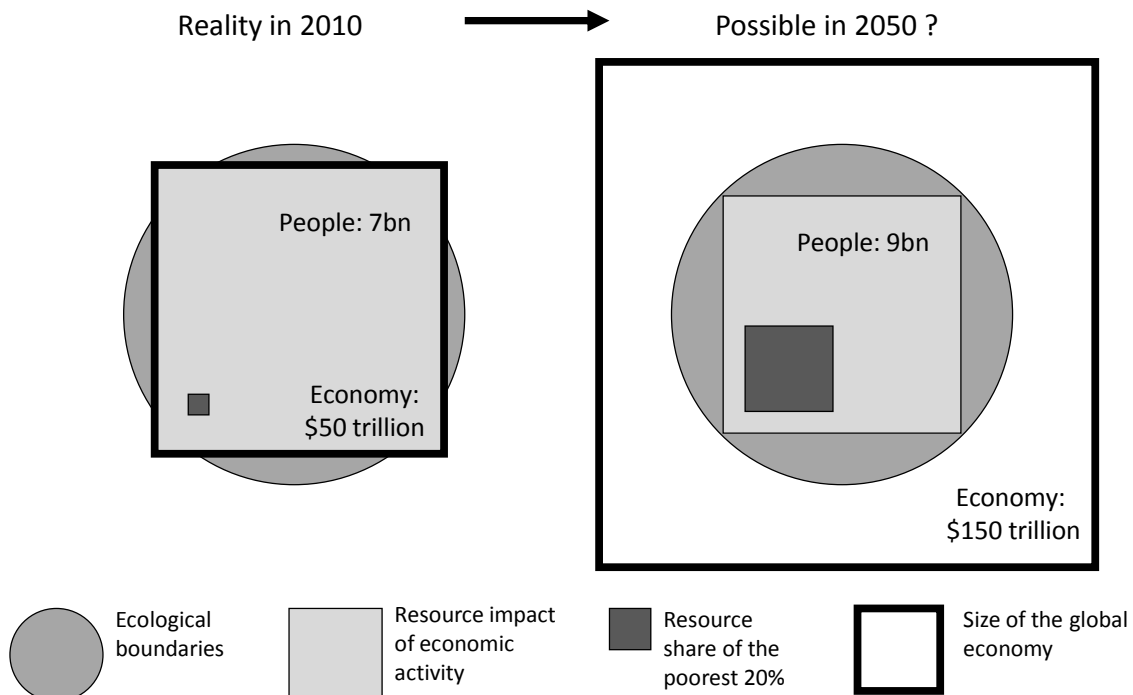 Reality in 2010
Possible in 2050 ?
People: 7bn
Economy:
$50 trillion
People: 9bn
Economy:
$150 trillion
Ecological
boundaries
Resource impact
of economic
activity
Resource
share of the
poorest 20%
Size of the global
economy